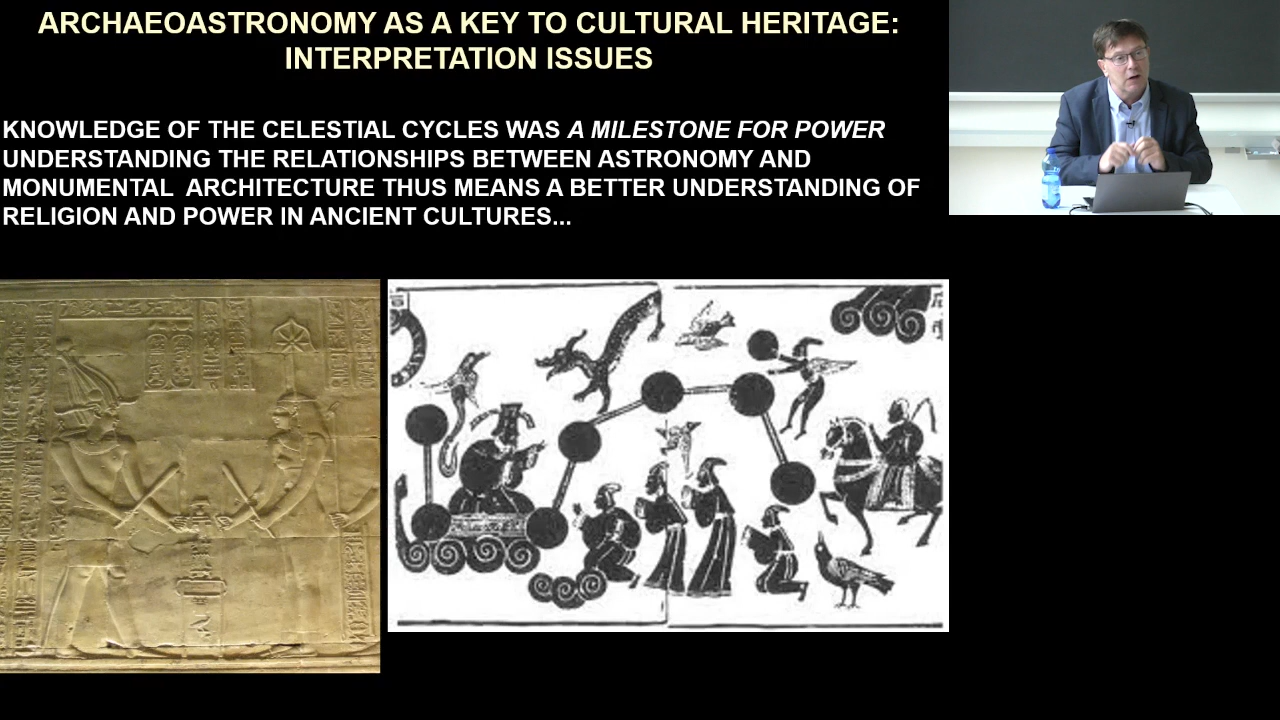 ARCHAEOASTRONOMY AS A KEY TO CULTURAL HERITAGE:
INTERPRETATION ISSUES
KNOWLEDGE OF THE CELESTIAL CYCLES WAS A MILESTONE FOR POWER
UNDERSTANDING THE RELATIONSHIPS BETWEEN ASTRONOMY AND
MONUMENTAL ARCHITECTURE THUS MEANS A BETTER UNDERSTANDING OF
RELIGION AND POWER IN ANCIENT CULTURES...